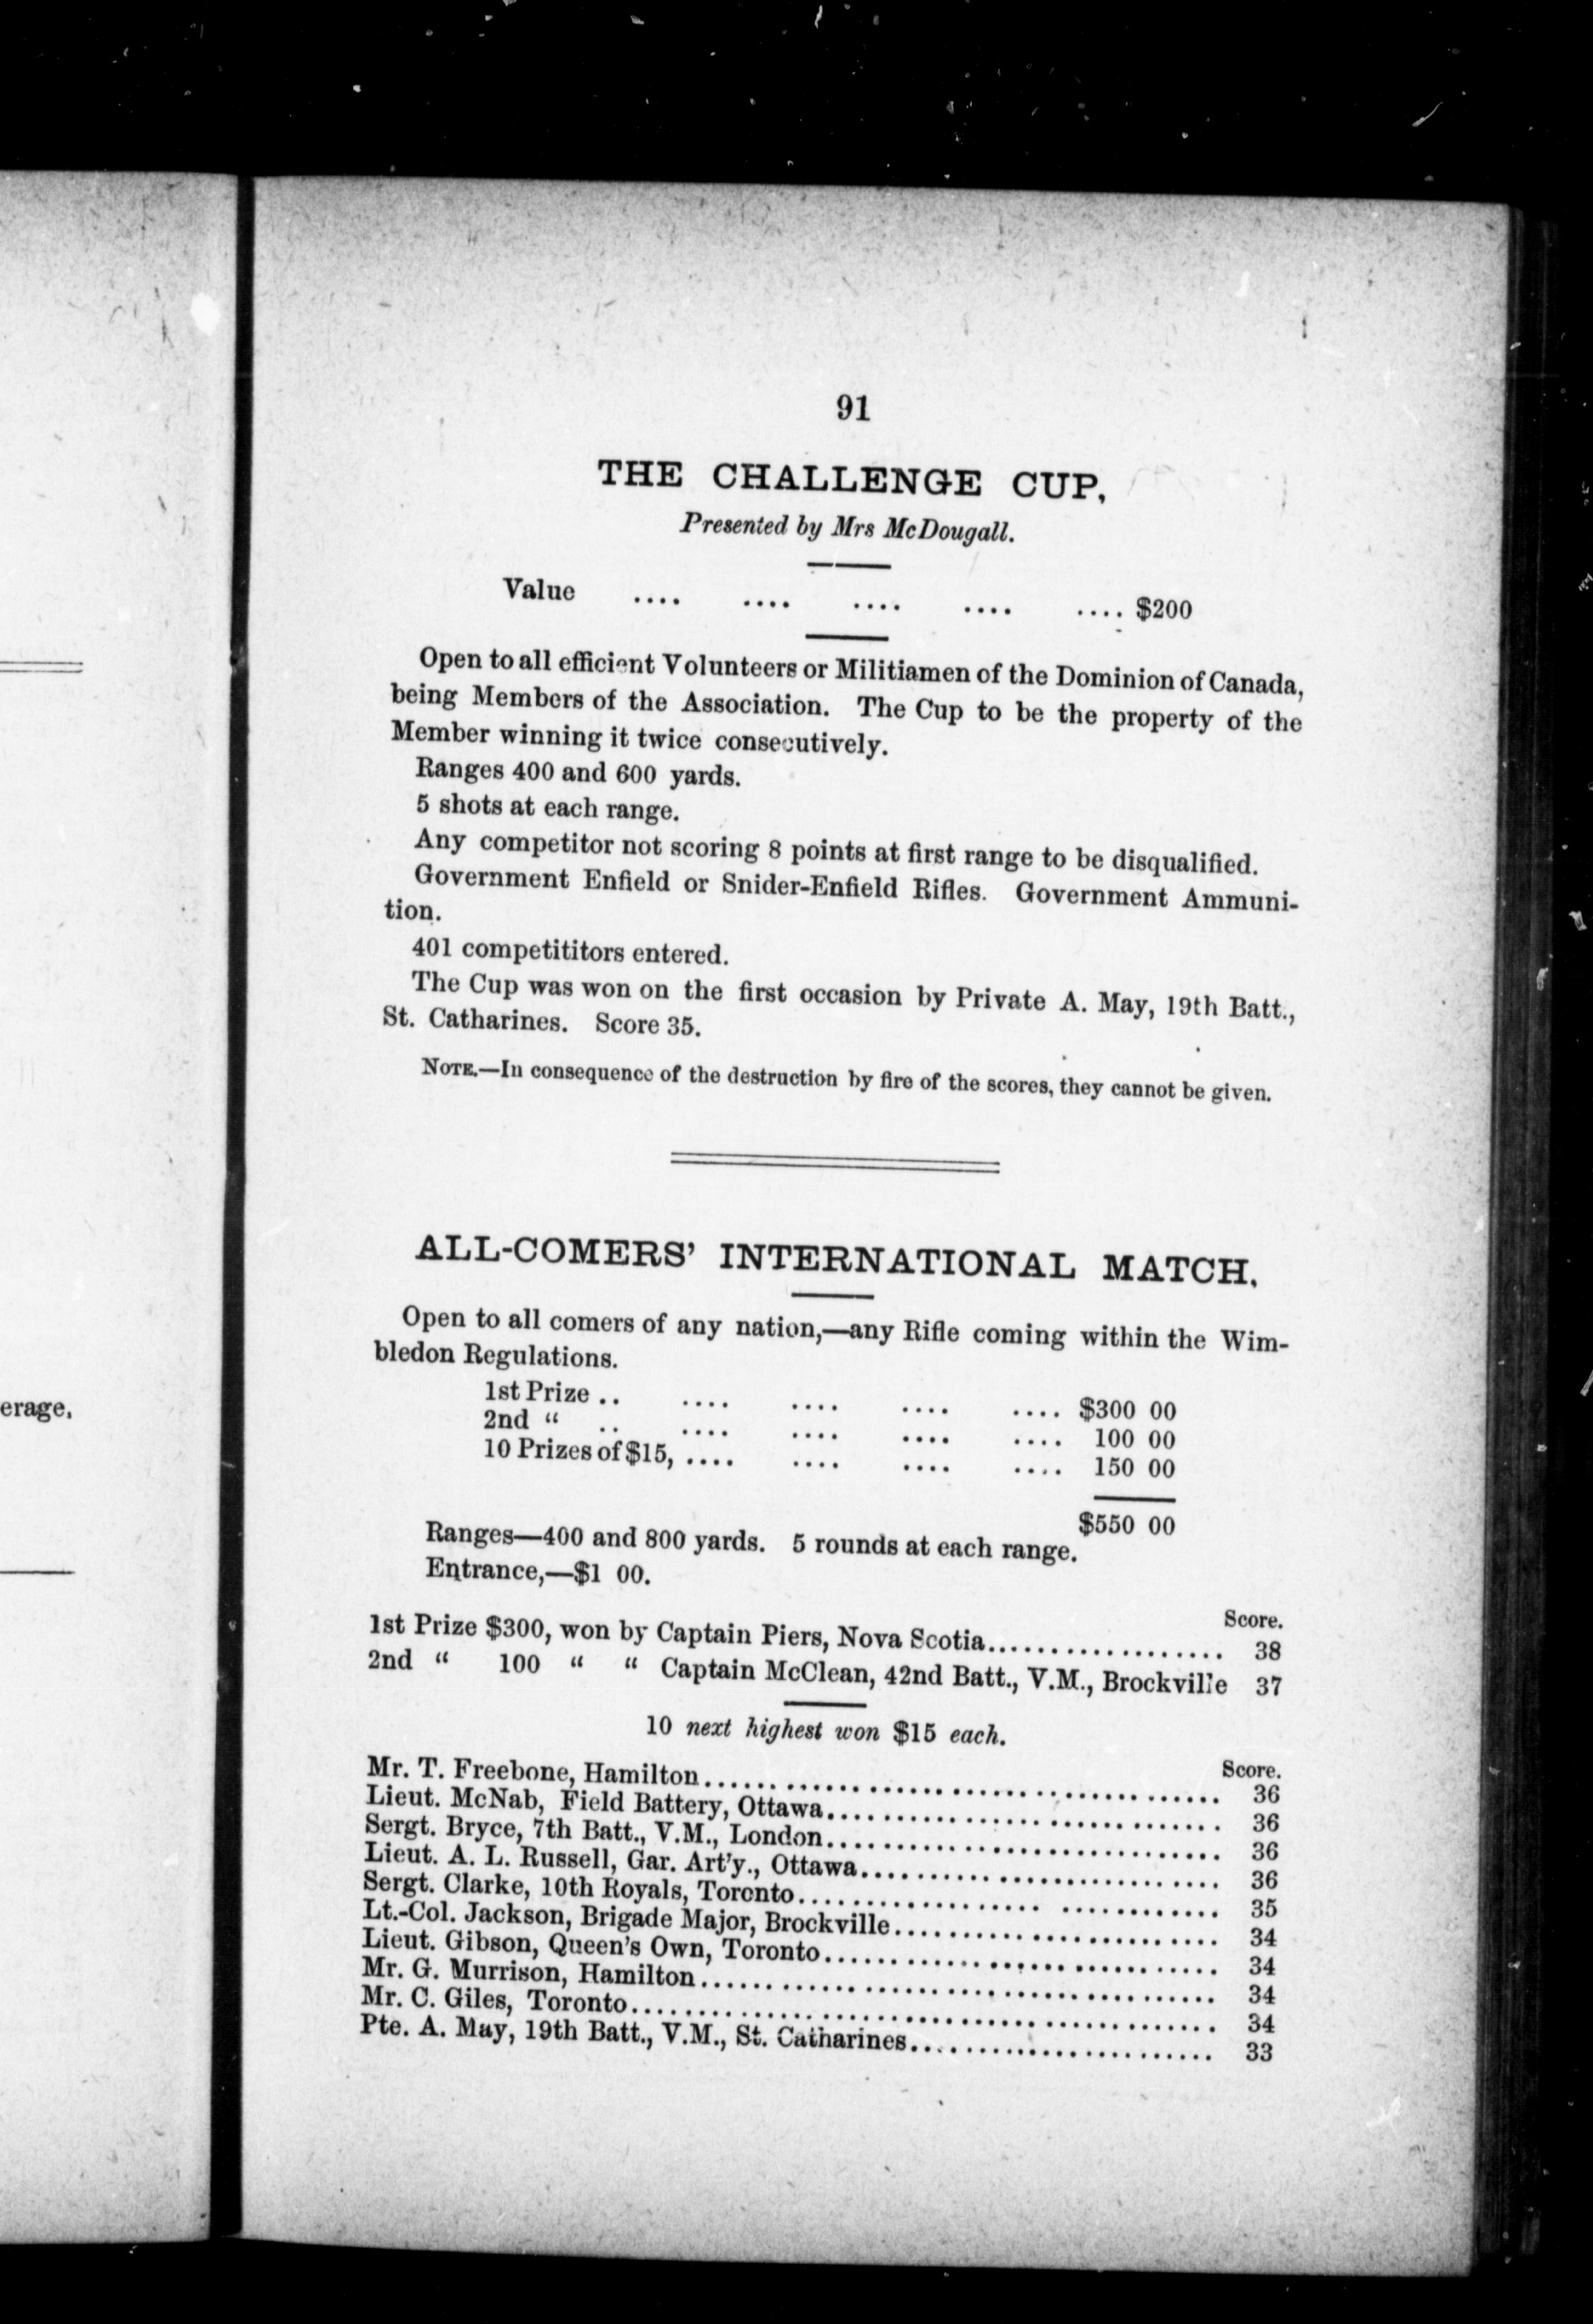 erage.
91
THE CHALLENGE CUP,
Presented by Mrs McDougall.
Value .... .... .... .... .... $200
Open to all efficient Volunteers or Militiamen of the Dominion of Canada,
being Members of the Association. The Cup to be the property of the
Member winning it twice consecutively.
Ranges 400 and 600 yards.
5 shots at each range.
Any competitor not scoring 8 points at first range to be disqualified.
Government Enfield or Snider-Enfield Rifles. Government Ammuni-
tion.
401 competititors entered.
The Cup was won on the first occasion by Private A. May, 19th Batt.,
St. Catharines. Score 35.
NOTE.—In consequence of the destruction by fire of the scores, they cannot be given.
ALL-COMERS' INTERNATIONAL MATCH.
Open to all comers of any nation,—any Rifle coming within the Wim-
bledon Regulations.
1st Prize .. .... .... .... .... $300 00
2nd " .. .... .... .... .... 100 00
10 Prizes of $15, .... .... .... .... 150 00
$550 00
Ranges—400 and 800 yards. 5 rounds at each range.
Entrance,—$1 00.
Score.
1st Prize $300, won by Captain Piers, Nova Scotia.................. 38
2nd " 100 " " Captain McClean, 42nd Batt., V.M., Brockville 37
10 next highest won $15 each.
Score.
Mr. T. Freebone, Hamilton...................................... 36
Lieut. McNab, Field Battery, Ottawa............................. 36
Sergt. Bryce, 7th Batt., V.M., London............................. 36
Lieut. A. L. Russell, Gar. Art'y., Ottawa.......................... 36
Sergt. Clarke, 10th Royals, Toronto............................... 35
Lt.-Col. Jackson, Brigade Major, Brockville........................ 34
Lieut. Gibson, Queen's Own, Toronto............................. 34
Mr. G. Murrison, Hamilton...................................... 34
Mr. C. Giles, Toronto........................................... 34
Pte. A. May, 19th Batt., V.M., St. Catharines...................... 33